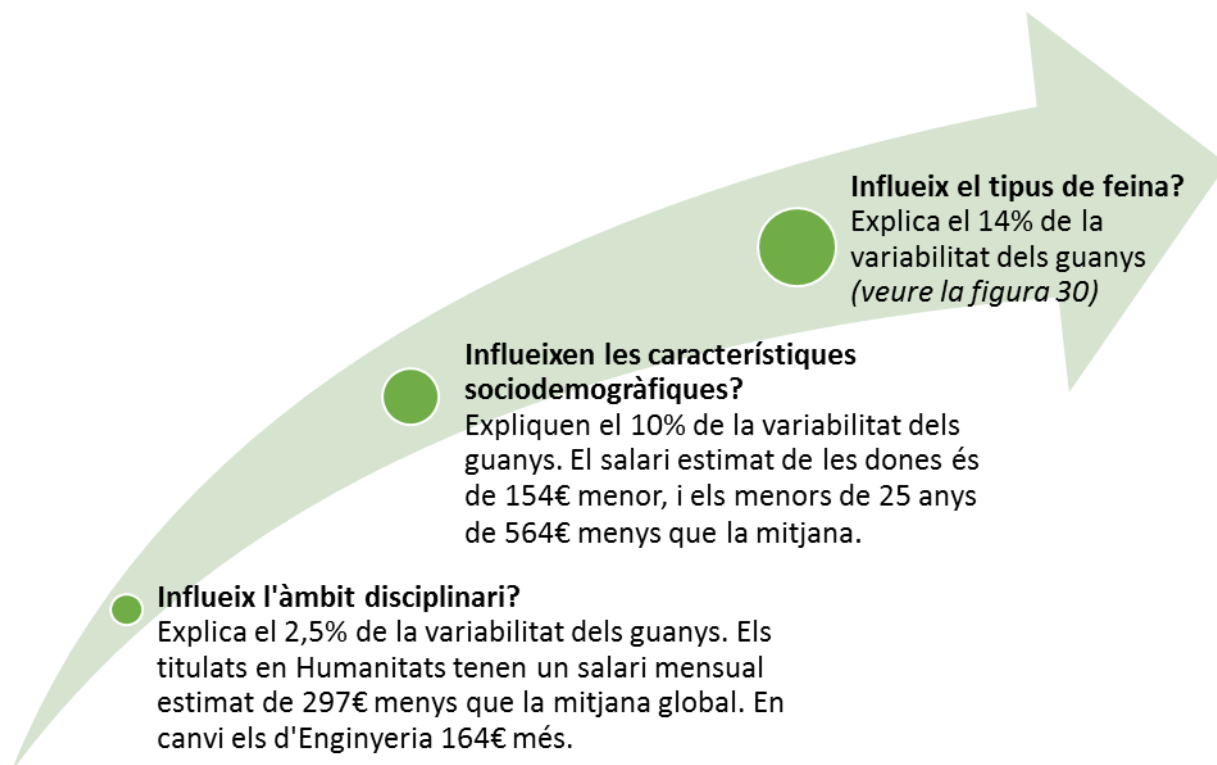 Influeix el tipus de feina?
Explica el 14% de la
variabilitat dels guanys
(veure la figura 30)
Influeixen les característiques
sociodemogràfiques?
Expliquen el 10% de la variabilitat dels
guanys. El salari estimat de les dones és
de 154€ menor, i els menors de 25 anys
de 564€ menys que la mitjana.
Influeix l'àmbit disciplinari?
Explica el 2,5% de la variabilitat dels guanys. Els
titulats en Humanitats tenen un salari mensual
estimat de 297€ menys que la mitjana global. En
canvi els d'Enginyeria 164€ més.